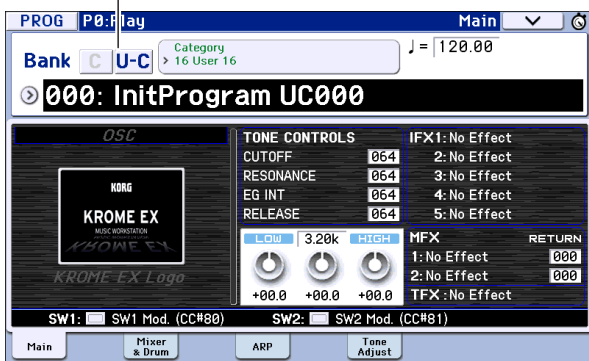 PROG P0:Play Main
Bank C U-C Category ♩= 120.00
16 User 16
000: InitProgram UC000
OSC TONE CONTROLS IFX1: No Effect
CUTOFF 064 2: No Effect
RESONANCE 064 3: No Effect
EG INT 064 4: No Effect
RELEASE 064 5: No Effect
KORG
KROME EX
MUSIC WORKSTATION
KROME EX
KROME EX Logo
LOW 3.20k HIGH MFX RETURN
1: No Effect 000
2: No Effect 000
+00.0 +00.0 +00.0 TFX : No Effect
SW1: SW1 Mod. (CC#80) SW2: SW2 Mod. (CC#81)
Main Mixer & Drum ARP Tone Adjust